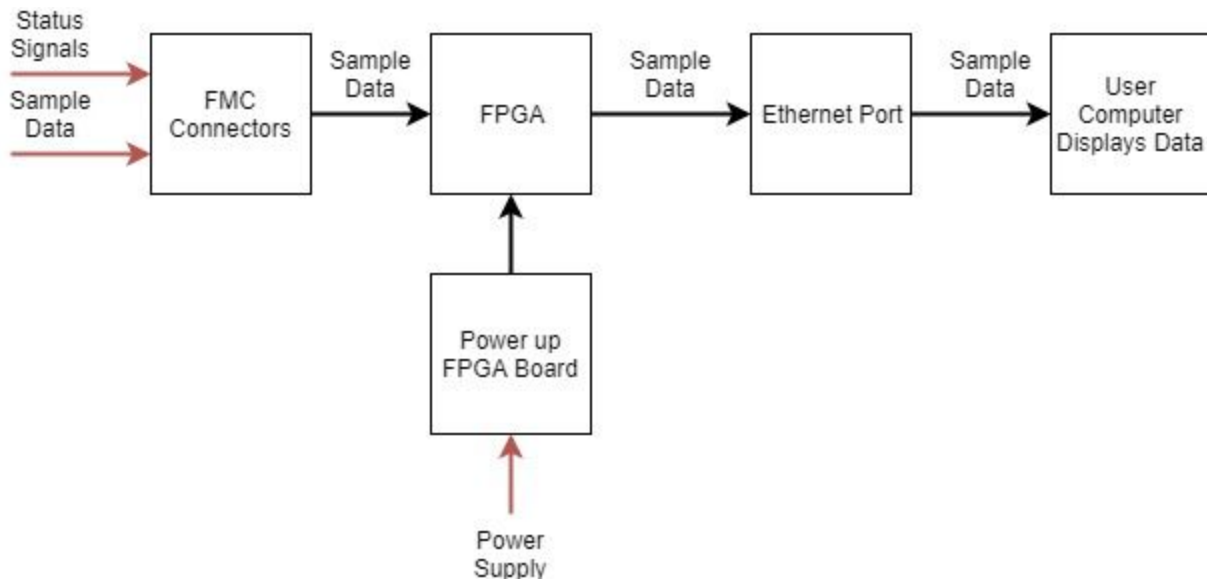 Status
Signals
Sample
Data
FMC
Connectors
Sample
Data
FPGA
Sample
Data
Ethernet Port
Sample
Data
User
Computer
Displays Data
Power up
FPGA Board
Power
Supply